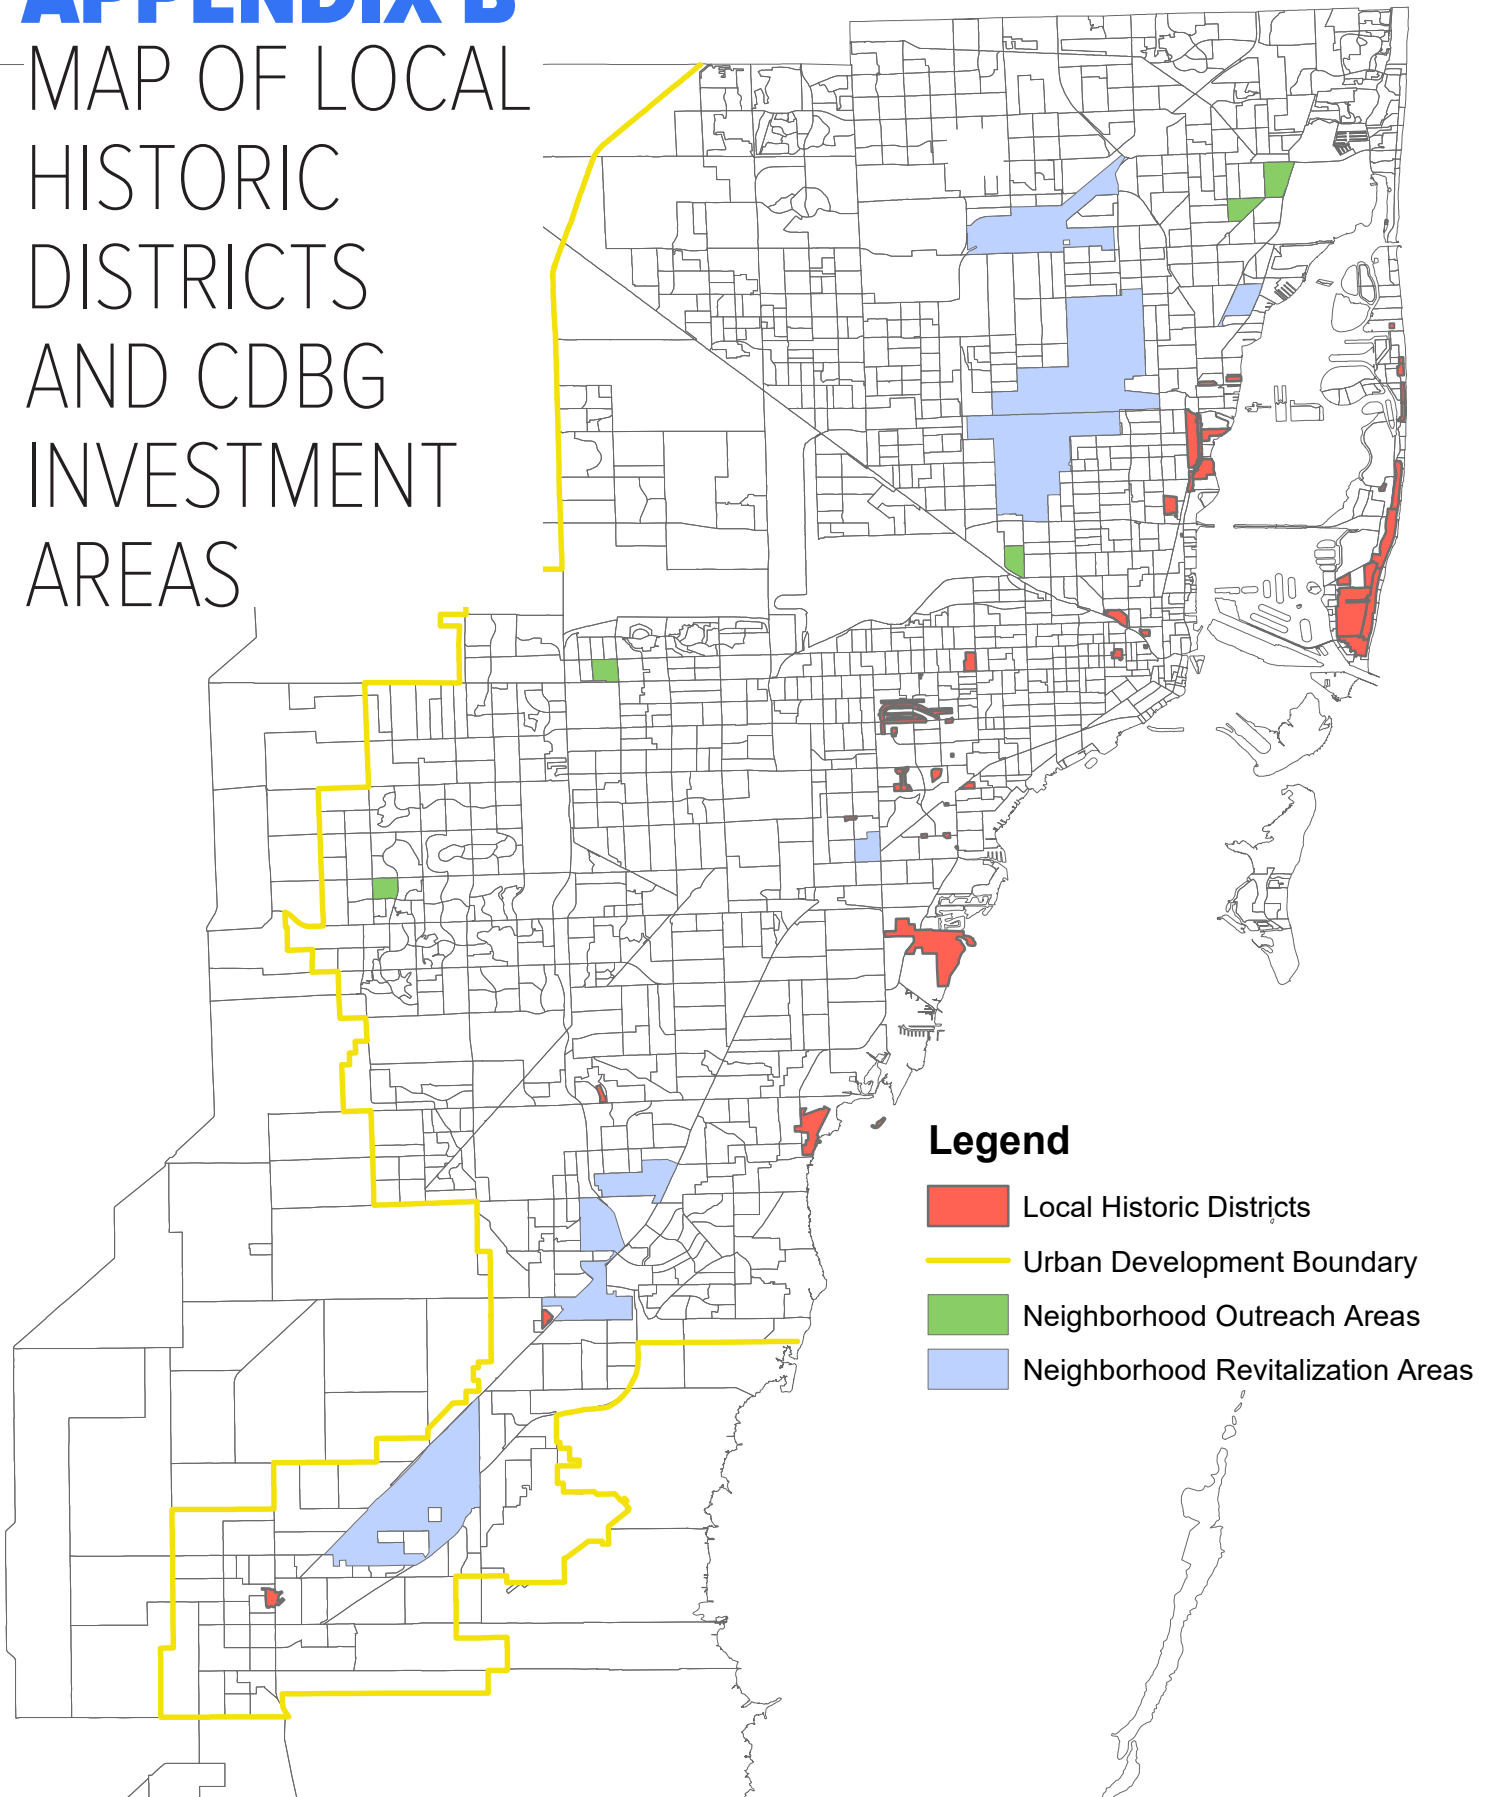 APPENDIX B
MAP OF LOCAL
HISTORIC
DISTRICTS
AND CDBG
INVESTMENT
AREAS
Legend
Local Historic Districts
Urban Development Boundary
Neighborhood Outreach Areas
Neighborhood Revitalization Areas